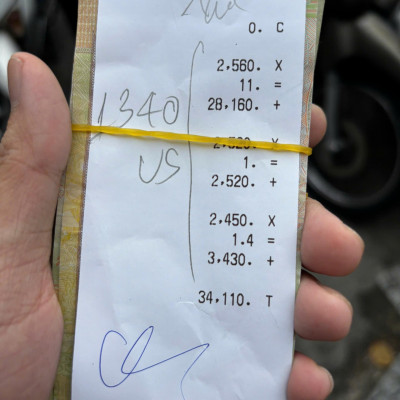 0. C
2,560. X
11. =
28,160. +
1340
US
2,520. X
1. =
2,520. +
2,450. X
1.4 =
3,430. +
34,110. T